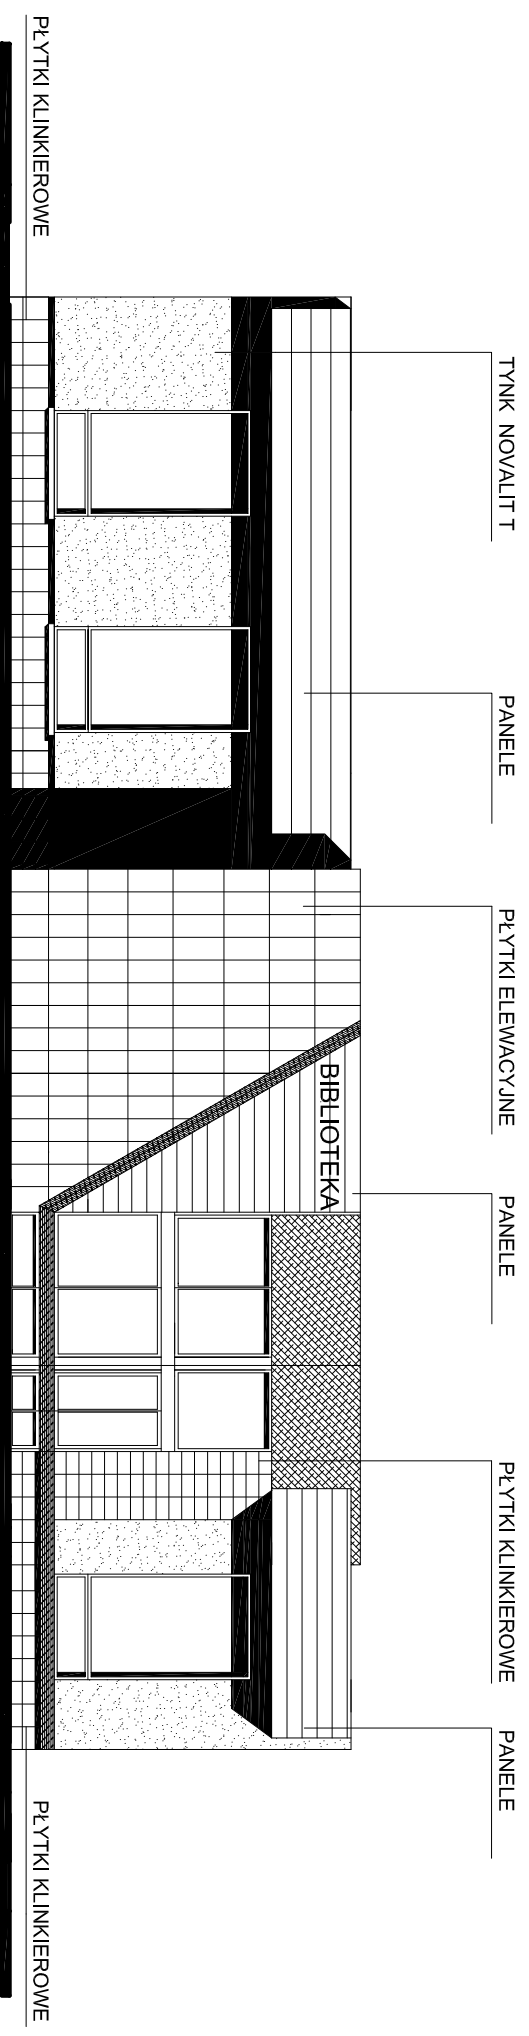 TYNK NOVALIT T
PANELE
PŁYTKI ELEWACYJNE
PANELE
PŁYTKI KLINKIEROWE
PANELE
BIBLIOTEKA
PŁYTKI KLINKIEROWE
PŁYTKI KLINKIEROWE